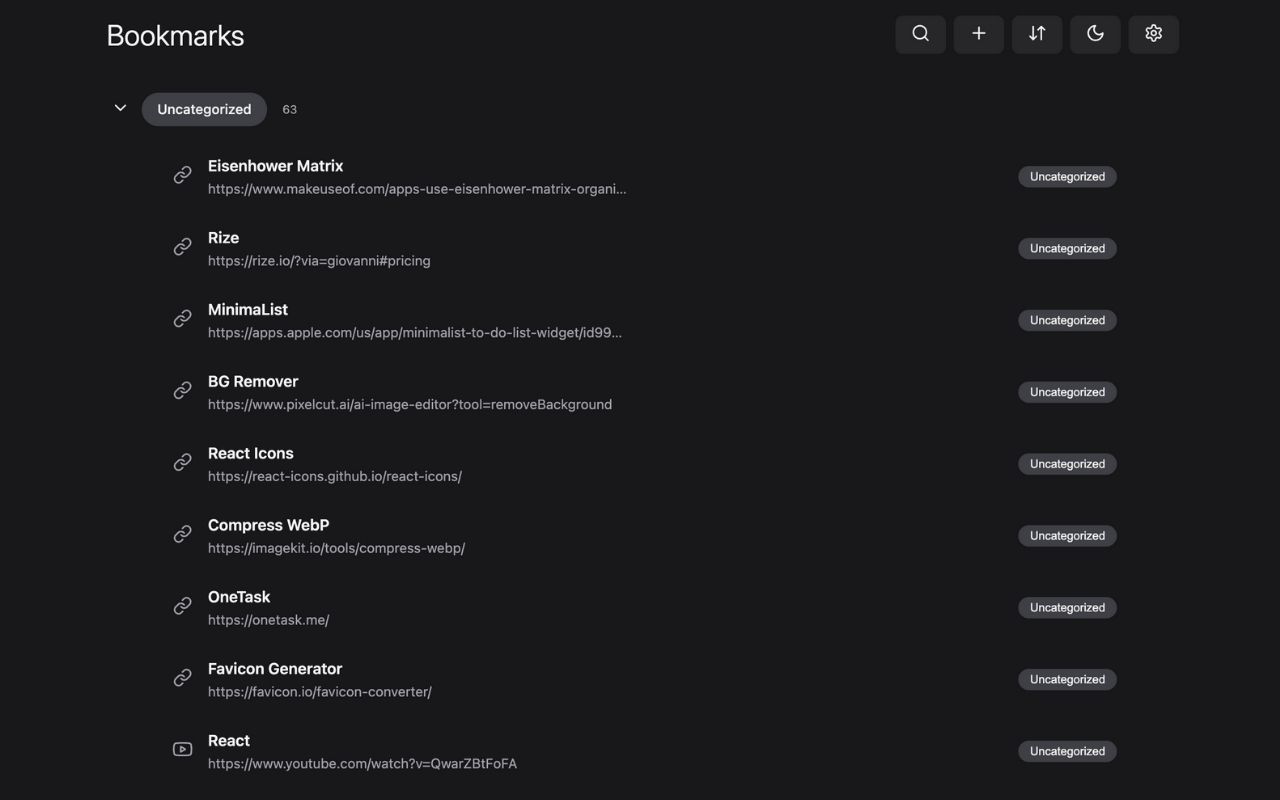 Bookmarks
Uncategorized 63
Eisenhower Matrix
https://www.makeuseof.com/apps-use-eisenhower-matrix-organi...
Uncategorized
Rize
https://rize.io/?via=giovanni#pricing
Uncategorized
MinimaList
https://apps.apple.com/us/app/minimalist-to-do-list-widget/id99...
Uncategorized
BG Remover
https://www.pixelcut.ai/ai-image-editor?tool=removeBackground
Uncategorized
React Icons
https://react-icons.github.io/react-icons/
Uncategorized
Compress WebP
https://imagekit.io/tools/compress-webp/
Uncategorized
OneTask
https://onetask.me/
Uncategorized
Favicon Generator
https://favicon.io/favicon-converter/
Uncategorized
React
https://www.youtube.com/watch?v=QwarZBtFoFA
Uncategorized